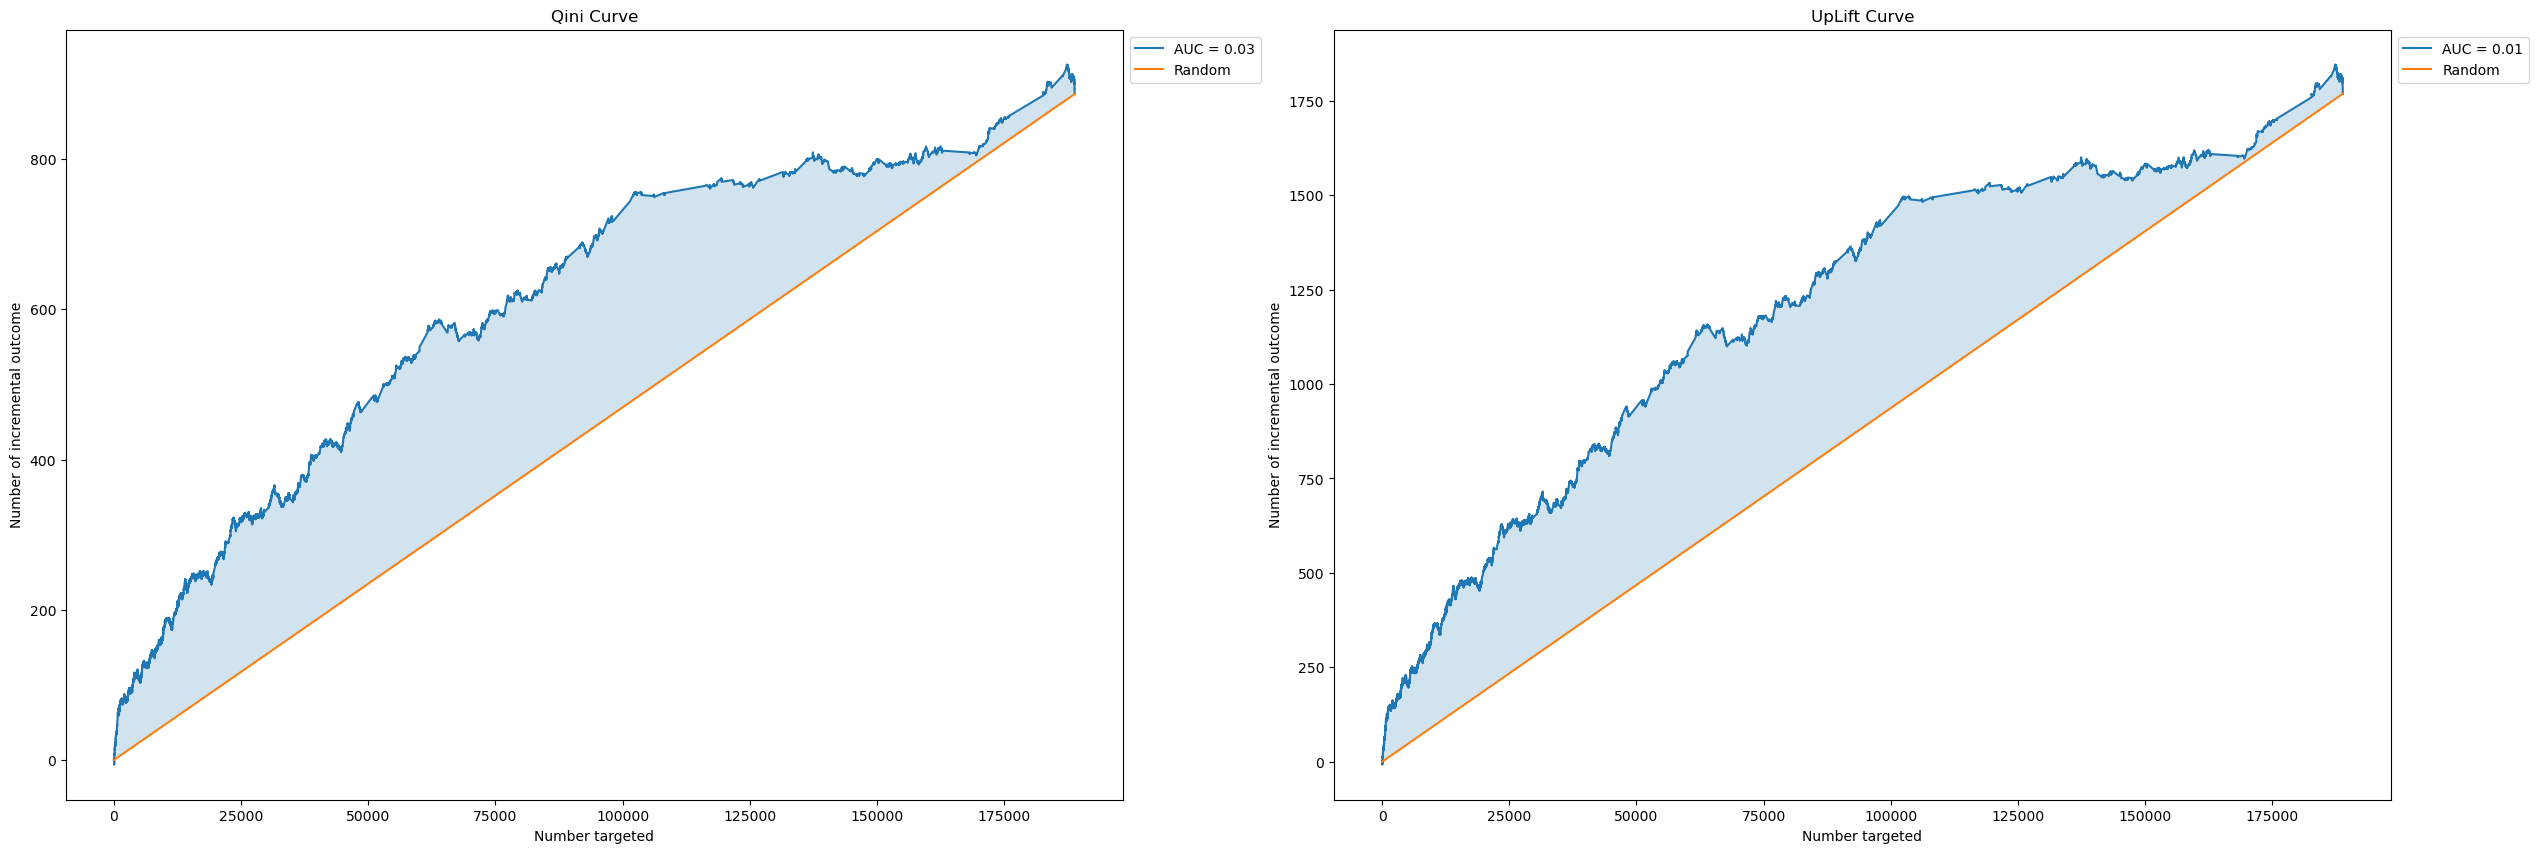 Qini Curve
AUC = 0.03
Random
Number of incremental outcome
800
600
400
200
0
0 25000 50000 75000 100000 125000 150000 175000
Number targeted
UpLift Curve
AUC = 0.01
Random
Number of incremental outcome
1750
1500
1250
1000
750
500
250
0
0 25000 50000 75000 100000 125000 150000 175000
Number targeted